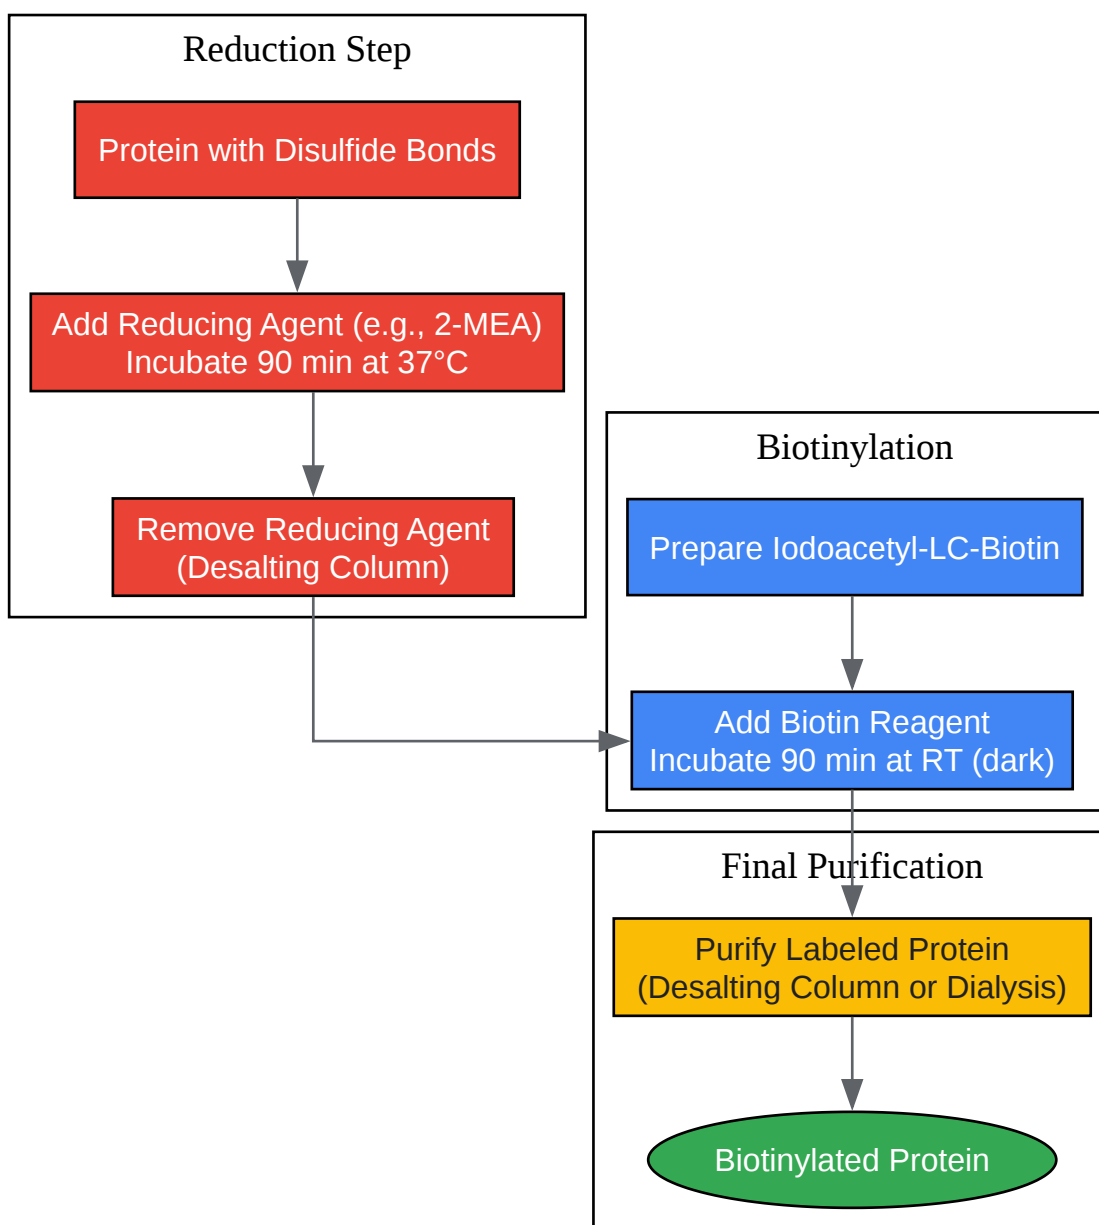 Reduction Step
Protein with Disulfide Bonds
Add Reducing Agent (e.g., 2-MEA)
Incubate 90 min at 37°C
Remove Reducing Agent
(Desalting Column)
Biotinylation
Prepare Iodoacetyl-LC-Biotin
Add Biotin Reagent
Incubate 90 min at RT (dark)
Final Purification
Purify Labeled Protein
(Desalting Column or Dialysis)
Biotinylated Protein